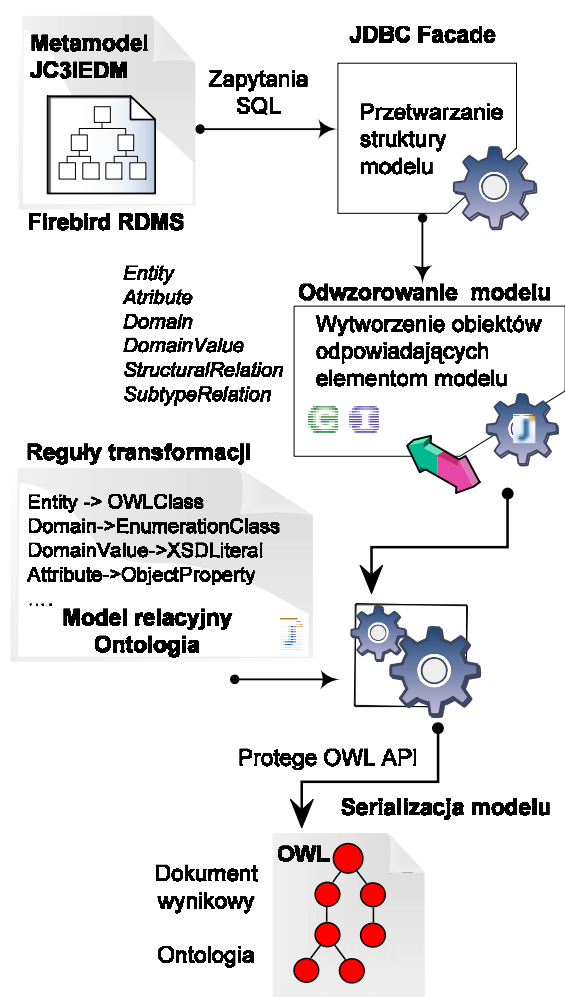 Metamodel
JC3IEDM
Firebird RDMS
Zapytania
SQL
JDBC Facade
Przetwarzanie
struktury
modelu
Entity
Atribute
Domain
DomainValue
StructuralRelation
SubtypeRelation
Odwzorowanie modelu
Wytworzenie obiektów
odpowiadających
elementom modelu
G I
J
Reguły transformacji
Entity -> OWLClass
Domain->EnumerationClass
DomainValue->XSDLiteral
Attribute->ObjectProperty
....
Model relacyjny
Ontologia
J
Protege OWL API
Serializacja modelu
OWL
Dokument
wynikowy
Ontologia